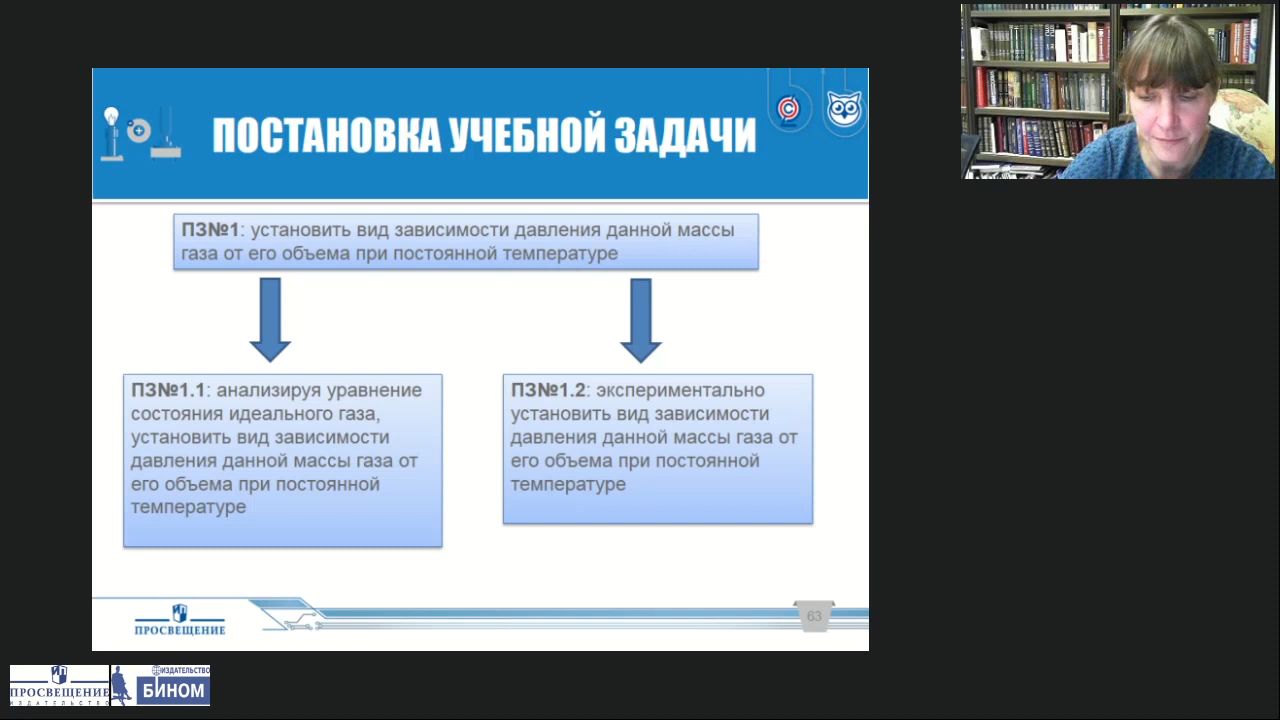 ПОСТАНОВКА УЧЕБНОЙ ЗАДАЧИ
ПЗ№1: установить вид зависимости давления данной массы
газа от его объема при постоянной температуре
ПЗ№1.1: анализируя уравнение
состояния идеального газа,
установить вид зависимости
давления данной массы газа от
его объема при постоянной
температуре
ПЗ№1.2: экспериментально
установить вид зависимости
давления данной массы газа от
его объема при постоянной
температуре
ПРОСВЕЩЕНИЕ
63
ПРОСВЕЩЕНИЕ
ИЗДАТЕЛЬСТВО
ИЗДАТЕЛЬСТВО
БИНОМ